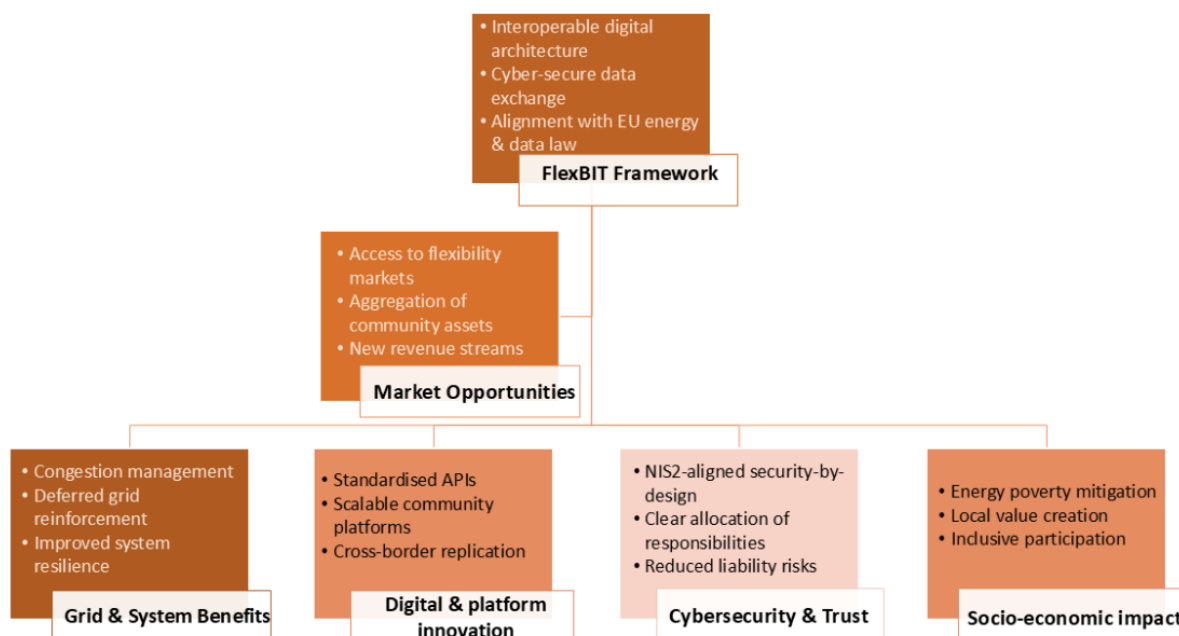 • Interoperable digital
architecture
• Cyber-secure data
exchange
• Alignment with EU energy
& data law
FlexBIT Framework
• Access to flexibility
markets
• Aggregation of
community assets
• New revenue streams
Market Opportunities
• Congestion management
• Deferred grid
reinforcement
• Improved system
resilience
Grid & System Benefits
• Standardised APIs
• Scalable community
platforms
• Cross-border replication
Digital & platform
innovation
• NIS2-aligned security-by-
design
• Clear allocation of
responsibilities
• Reduced liability risks
Cybersecurity & Trust
• Energy poverty mitigation
• Local value creation
• Inclusive participation
Socio-economic impact